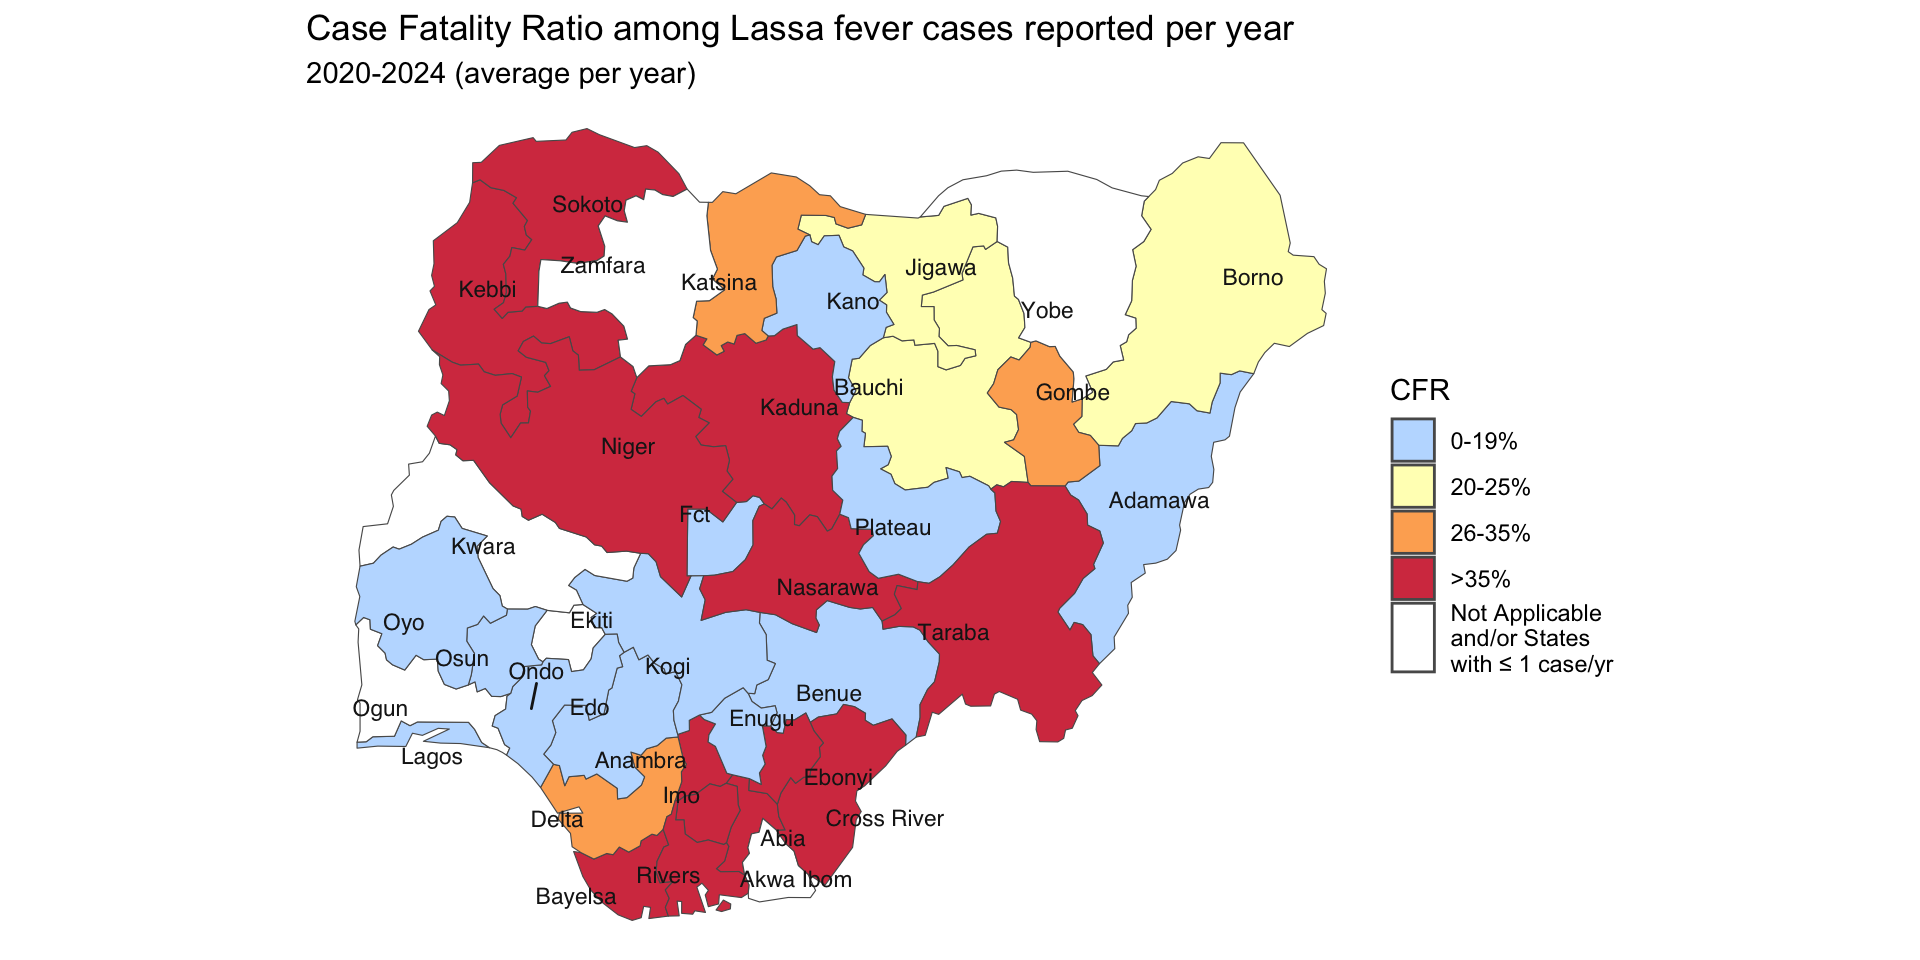 Case Fatality Ratio among Lassa fever cases reported per year
2020-2024 (average per year)
Sokoto
Zamfara
Katsina
Jigawa
Borno
Kebbi
Kano
Yobe
Bauchi
Gombe
Kaduna
Niger
Adamawa
Fct
Plateau
Kwara
Nasarawa
Oyo
Ekiti
Taraba
Osun
Ondo
Kogi
Benue
Ogun
Edo
Enugu
Lagos
Anambra
Ebonyi
Imo
Delta
Cross River
Abia
Rivers
Akwa Ibom
Bayelsa
CFR
0-19%
20-25%
26-35%
>35%
Not Applicable
and/or States
with ≤ 1 case/yr